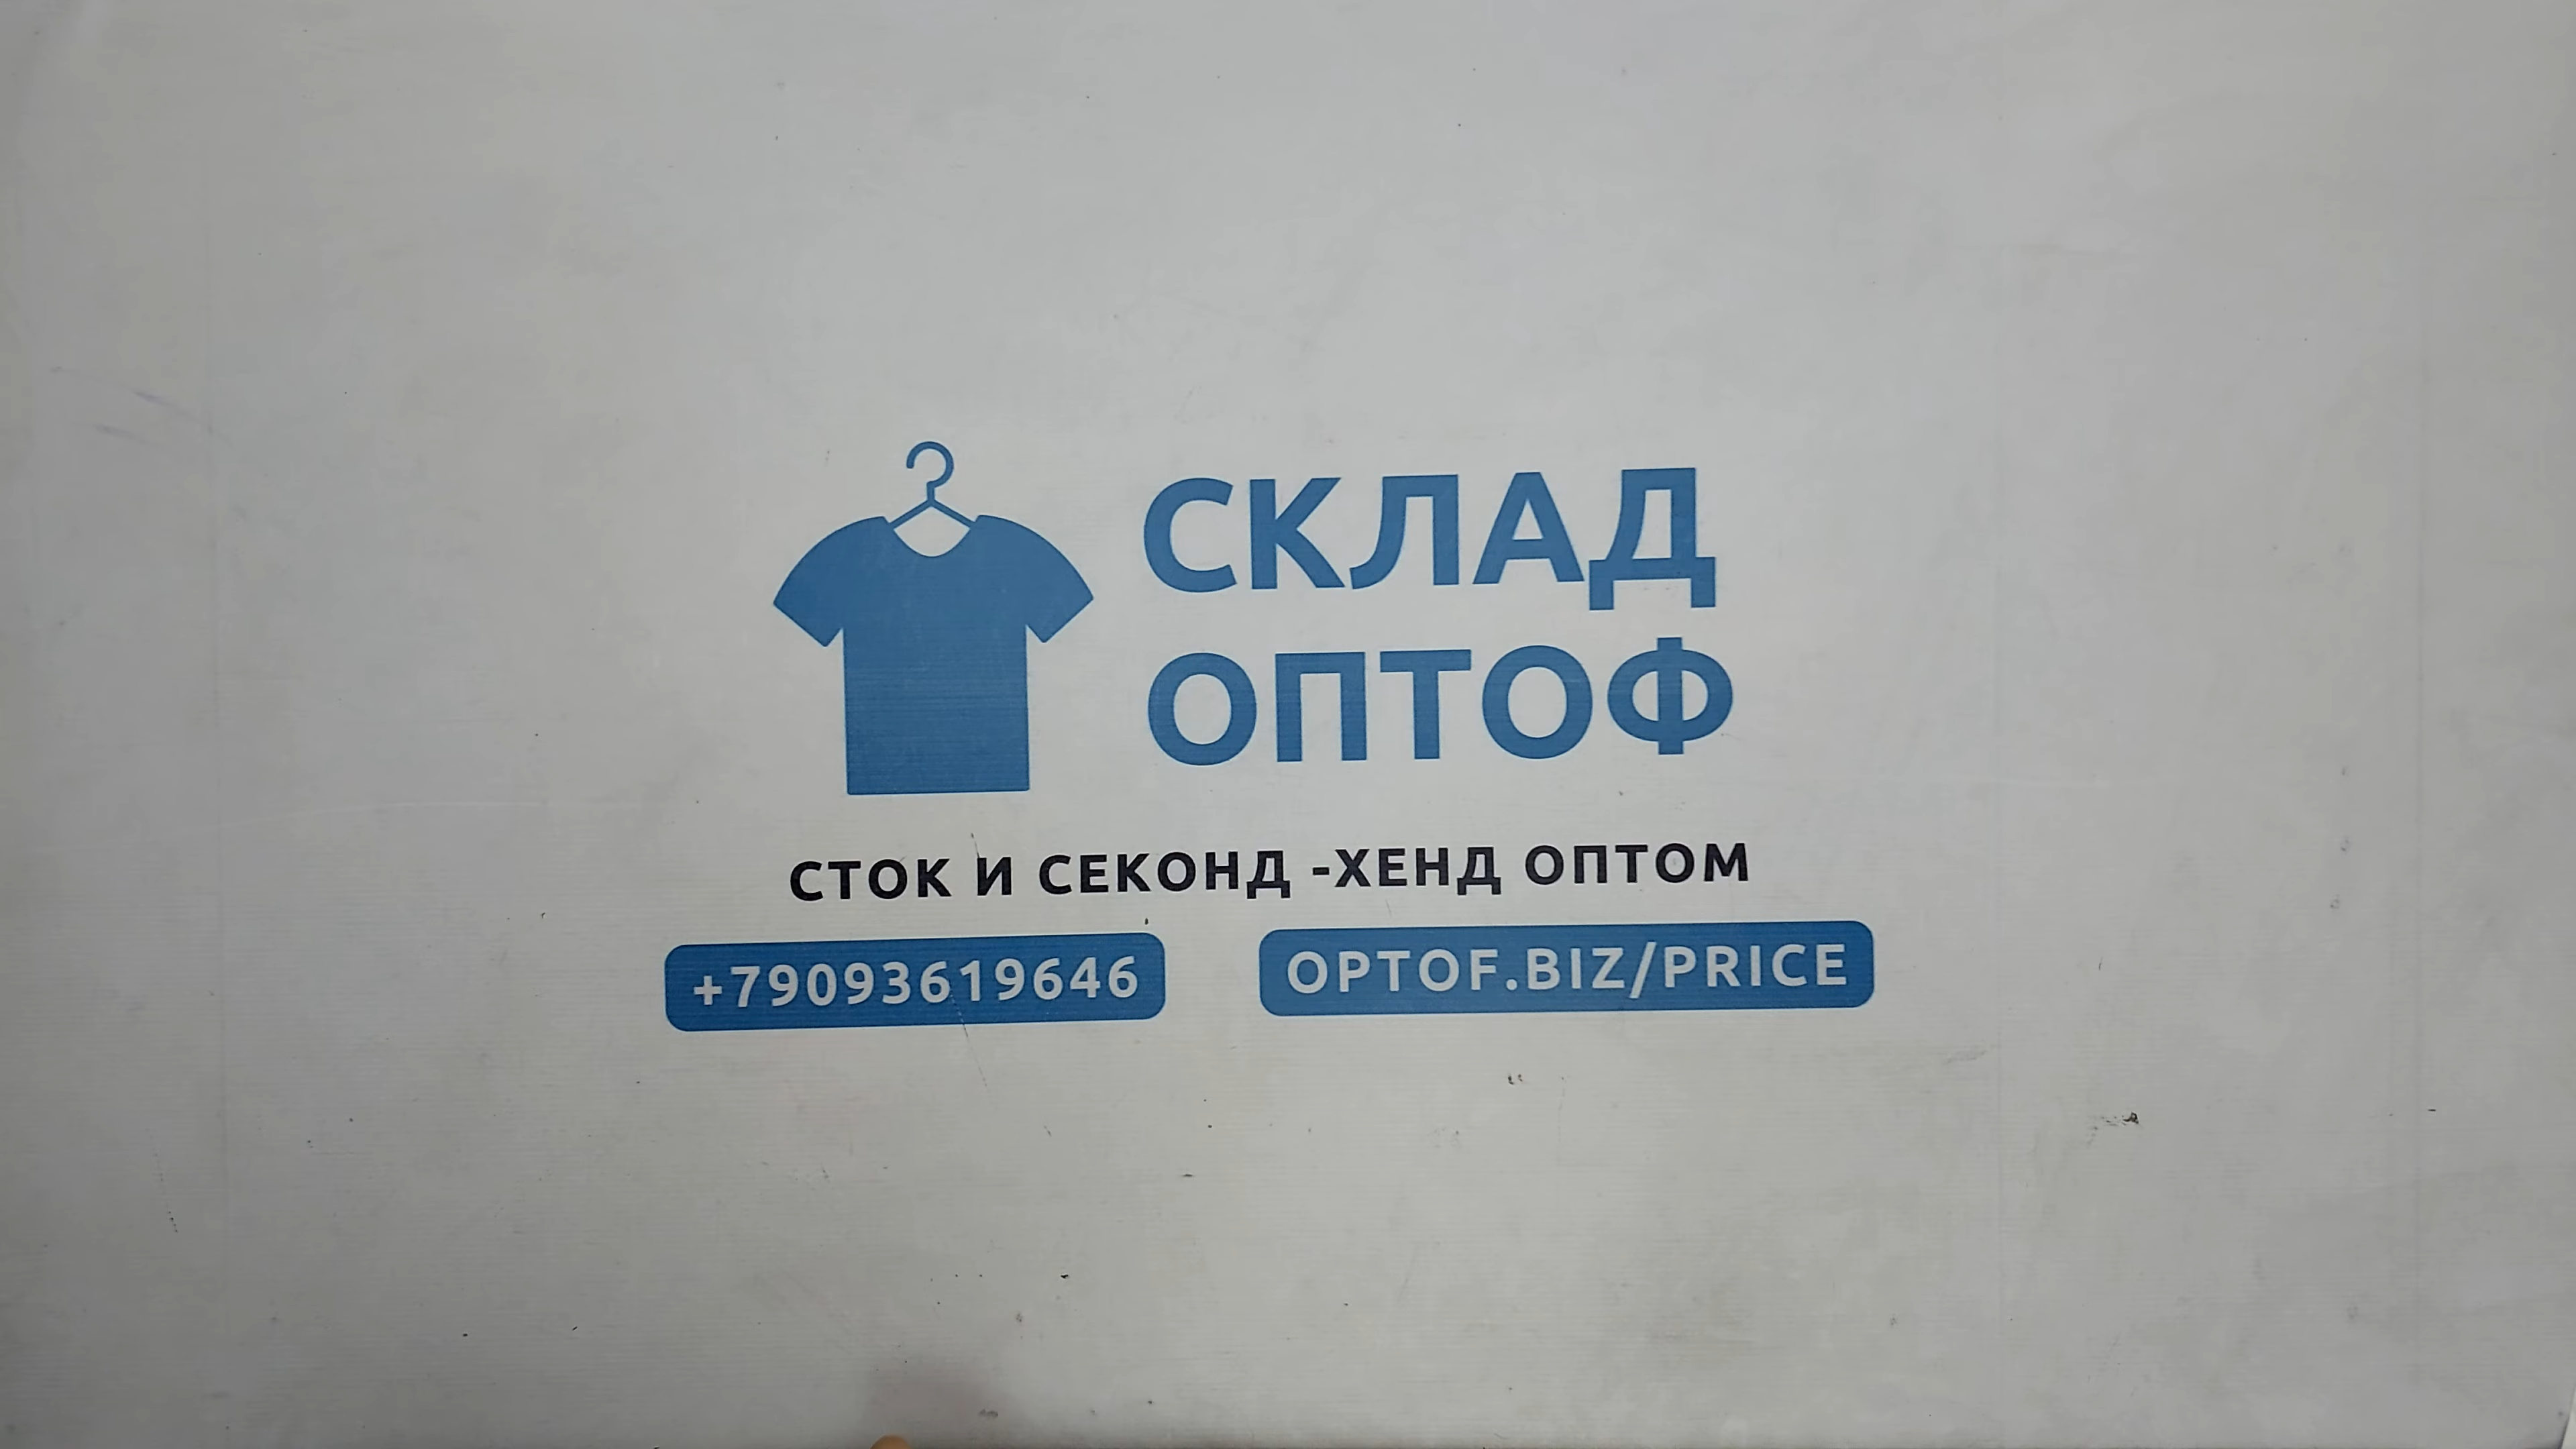 СКЛАД
ОПТОФ
СТОК И СЕКОНД -ХЕНД ОПТОМ
+79093619646
OPTOF.BIZ/PRICE